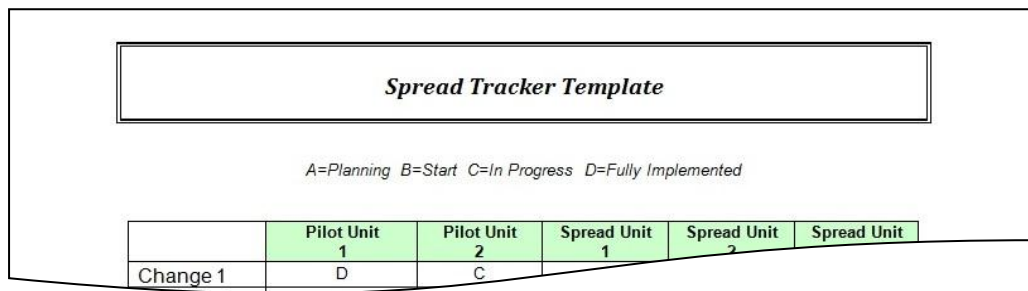 Spread Tracker Template
A=Planning B=Start C=In Progress D=Fully Implemented
Pilot Unit Pilot Unit Spread Unit Spread Unit Spread Unit
1 2 1 2
Change 1 D C